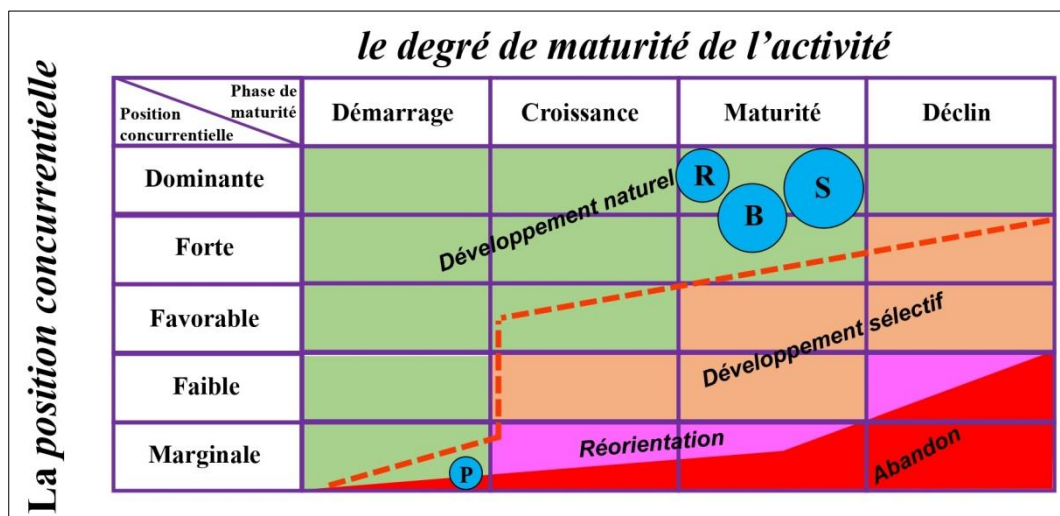 le degré de maturité de l'activité
La position concurrentielle
Phase de
maturité
Position
concurrentielle
Démarrage
Croissance
Maturité
Déclin
Dominante
R
B
S
Développement naturel
Forte
Favorable
Développement sélectif
Faible
Marginale
P
Réorientation
Abandon